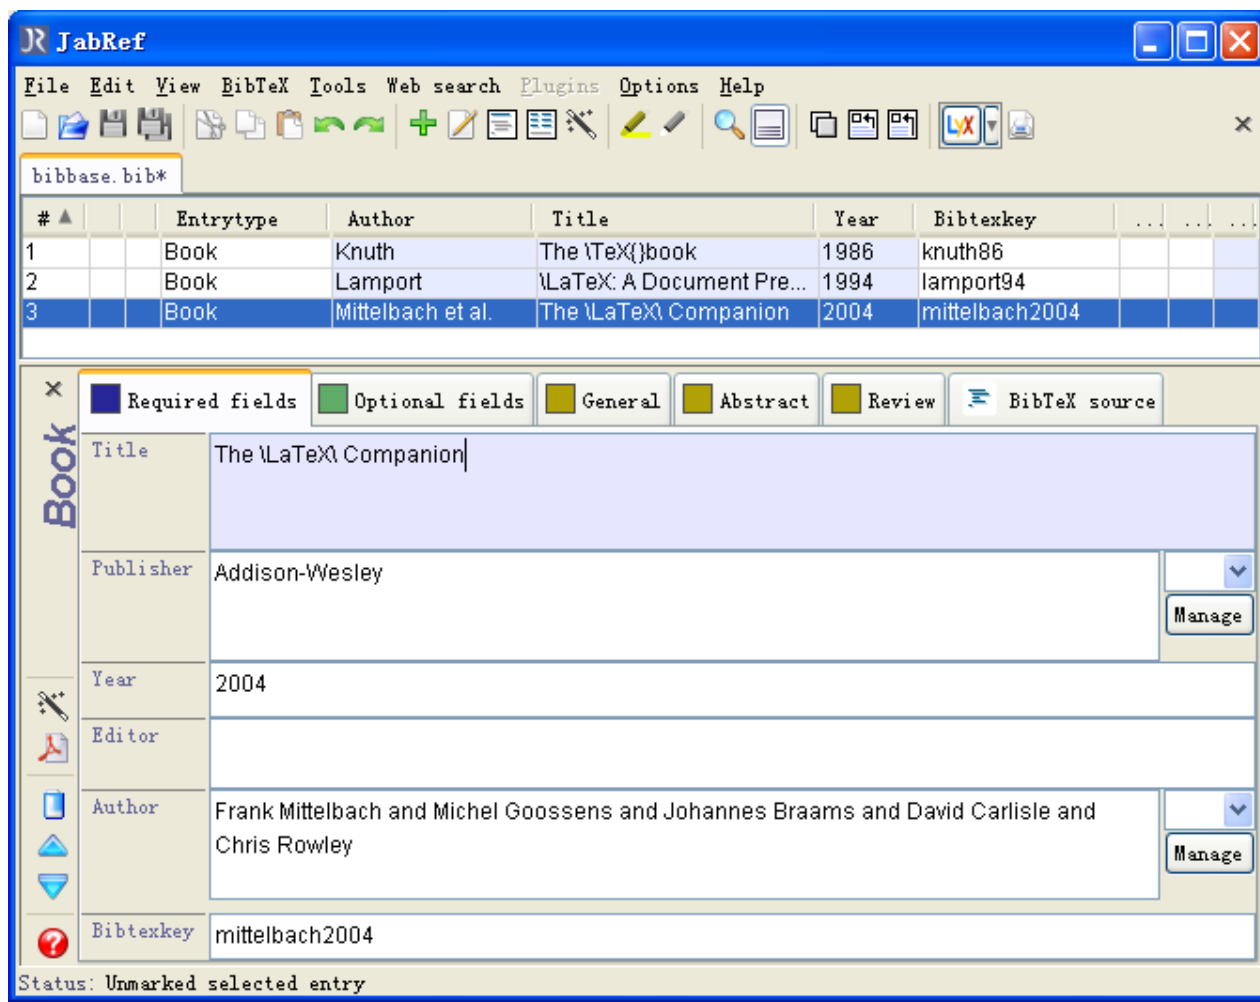 JabRef
File Edit View BibTeX Tools Web search Plugins Options Help
LyX
bibbase.bib*
# Entrytype Author Title Year Bibtexkey ... ... ...
1 Book Knuth The \TeX{}book 1986 knuth86
2 Book Lamport \LaTeX: A Document Pre... 1994 lamport94
3 Book Mittelbach et al. The \LaTeX\ Companion 2004 mittelbach2004
Required fields Optional fields General Abstract Review BibTeX source
Book
Title The \LaTeX\ Companion
Publisher Addison-Wesley
Manage
Year 2004
Editor
Author Frank Mittelbach and Michel Goossens and Johannes Braams and David Carlisle and
Chris Rowley
Manage
Bibtexkey mittelbach2004
Status: Unmarked selected entry